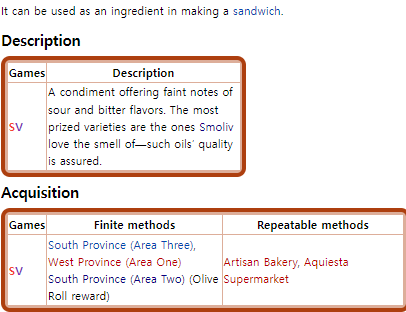 It can be used as an ingredient in making a sandwich.
Description
Games Description
SV
A condiment offering faint notes of
sour and bitter flavors. The most
prized varieties are the ones Smoliv
love the smell of—such oils' quality
is assured.
Acquisition
Games Finite methods Repeatable methods
SV
South Province (Area Three),
West Province (Area One)
South Province (Area Two) (Olive
Roll reward)
Artisan Bakery, Aquiesta
Supermarket